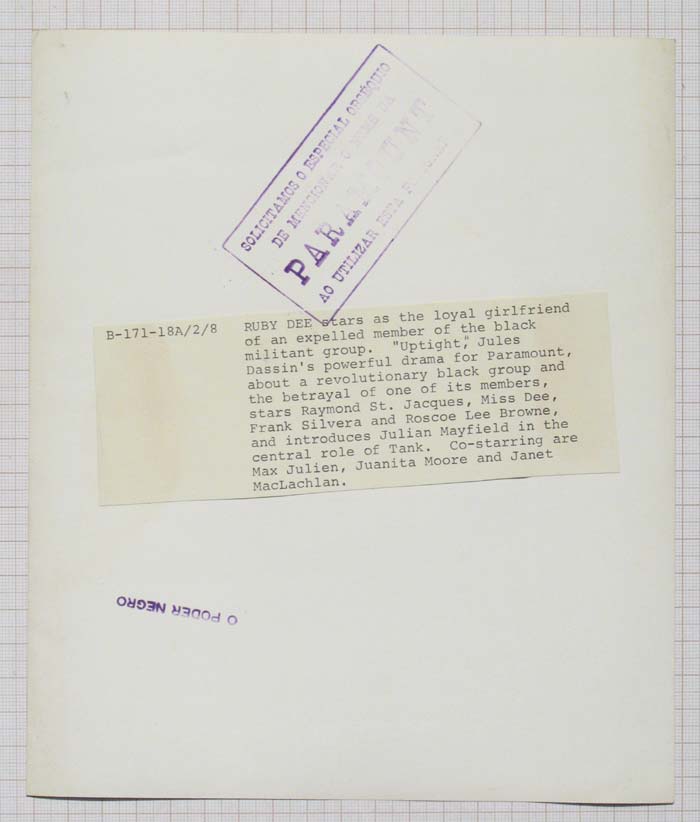 SOLICITAMOS O ESPECIAL OBSÉQUIO
DE MENCIONAR O NOME DA
PARAMOUNT
AO UTILIZAR ESTA
B-171-18A/2/8
RUBY DEE stars as the loyal girlfriend
of an expelled member of the black
militant group. "Uptight," Jules
Dassin's powerful drama for Paramount,
about a revolutionary black group and
the betrayal of one of its members,
stars Raymond St. Jacques, Miss Dee,
Frank Silvera and Roscoe Lee Browne,
and introduces Julian Mayfield in the
central role of Tank. Co-starring are
Max Julien, Juanita Moore and Janet
MacLachlan.
O PODER NEGRO